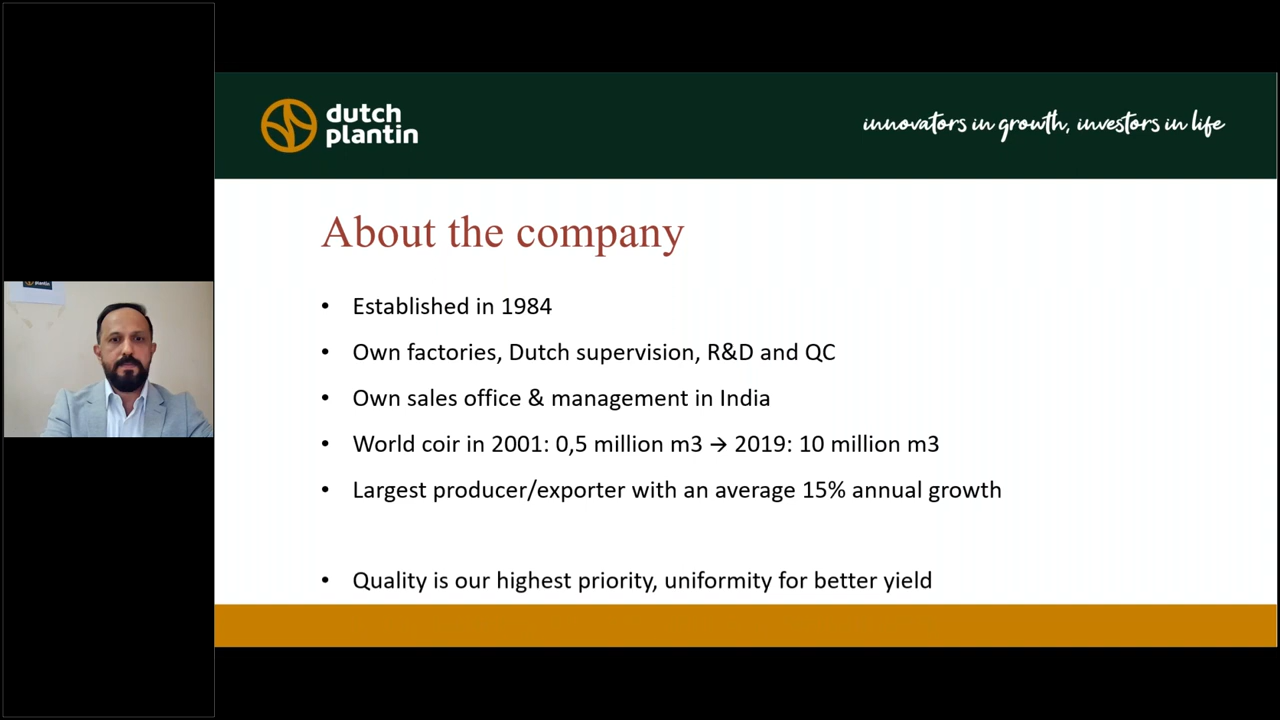 dutch
plantin
innovators in growth, investors in life
About the company
• Established in 1984
• Own factories, Dutch supervision, R&D and QC
• Own sales office & management in India
• World coir in 2001: 0,5 million m3 → 2019: 10 million m3
• Largest producer/exporter with an average 15% annual growth
• Quality is our highest priority, uniformity for better yield
plantin